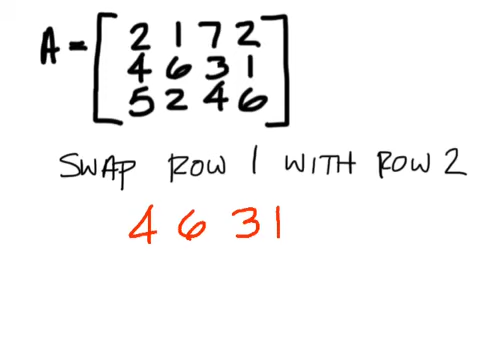 A = [2 1 7 2
4 6 3 1
5 2 4 6]
SWAP ROW 1 WITH ROW 2
4 6 3 1